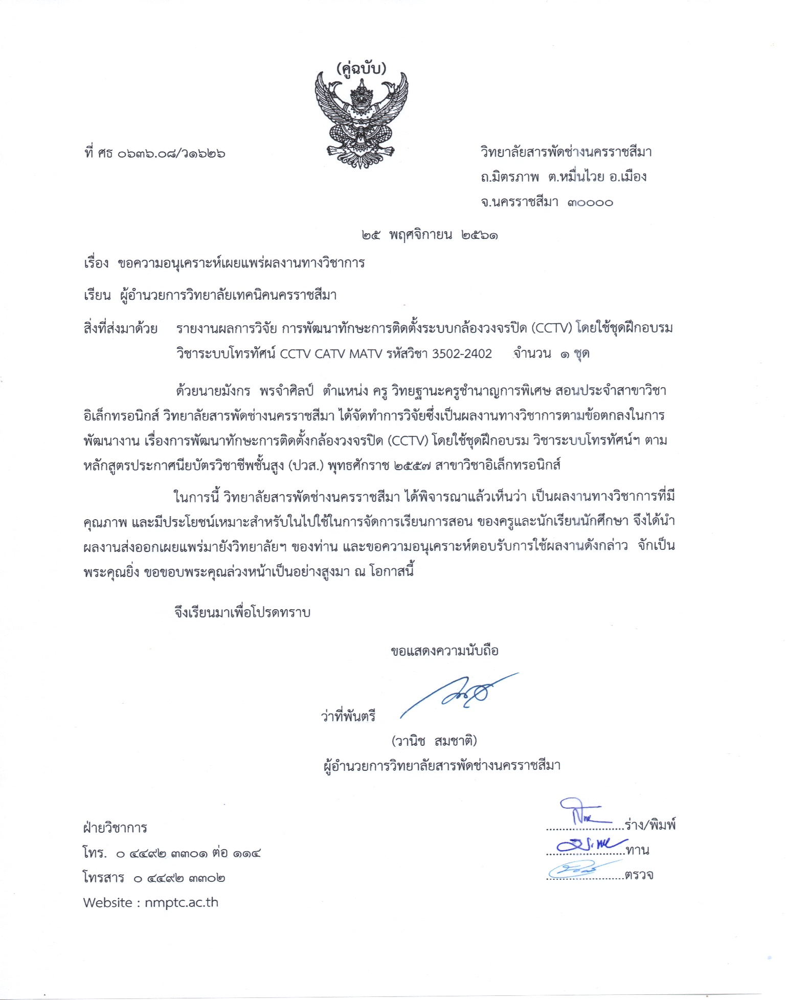 (คู่ฉบับ)
ที่ ศธ ๐๖๓๖.๐๘/ว๑๖๒๖
วิทยาลัยสารพัดช่างนครราชสีมา
ถ.มิตรภาพ ต.หมื่นไวย อ.เมือง
จ.นครราชสีมา ๓๐๐๐๐
๒๕ พฤศจิกายน ๒๕๖๑
เรื่อง ขอความอนุเคราะห์เผยแพร่ผลงานทางวิชาการ
เรียน ผู้อำนวยการวิทยาลัยเทคนิคนครราชสีมา
สิ่งที่ส่งมาด้วย รายงานผลการวิจัย การพัฒนาทักษะการติดตั้งระบบกล้องวงจรปิด (CCTV) โดยใช้ชุดฝึกอบรม
วิชาระบบโทรทัศน์ CCTV CATV MATV รหัสวิชา 3502-2402 จำนวน ๑ ชุด
ด้วยนายมังกร พรจำศิลป์ ตำแหน่ง ครู วิทยฐานะครูชำนาญการพิเศษ สอนประจำสาขาวิชา
อิเล็กทรอนิกส์ วิทยาลัยสารพัดช่างนครราชสีมา ได้จัดทำการวิจัยซึ่งเป็นผลงานทางวิชาการตามข้อตกลงในการ
พัฒนางาน เรื่องการพัฒนาทักษะการติดตั้งกล้องวงจรปิด (CCTV) โดยใช้ชุดฝึกอบรม วิชาระบบโทรทัศน์ฯ ตาม
หลักสูตรประกาศนียบัตรวิชาชีพชั้นสูง (ปวส.) พุทธศักราช ๒๕๕๗ สาขาวิชาอิเล็กทรอนิกส์
ในการนี้ วิทยาลัยสารพัดช่างนครราชสีมา ได้พิจารณาแล้วเห็นว่า เป็นผลงานทางวิชาการที่มี
คุณภาพ และมีประโยชน์เหมาะสำหรับในไปใช้ในการจัดการเรียนการสอน ของครูและนักเรียนนักศึกษา จึงได้นำ
ผลงานส่งออกเผยแพร่มายังวิทยาลัยฯ ของท่าน และขอความอนุเคราะห์ตอบรับการใช้ผลงานดังกล่าว จักเป็น
พระคุณยิ่ง ขอขอบพระคุณล่วงหน้าเป็นอย่างสูงมา ณ โอกาสนี้
จึงเรียนมาเพื่อโปรดทราบ
ขอแสดงความนับถือ
ว่าที่พันตรี
(วานิช สมชาติ)
ผู้อำนวยการวิทยาลัยสารพัดช่างนครราชสีมา
ฝ่ายวิชาการ
โทร. ๐ ๔๔๙๒ ๓๓๐๑ ต่อ ๑๑๔
โทรสาร ๐ ๔๔๙๒ ๓๓๐๒
Website : nmptc.ac.th
........................ร่าง/พิมพ์
........................ทาน
........................ตรวจ